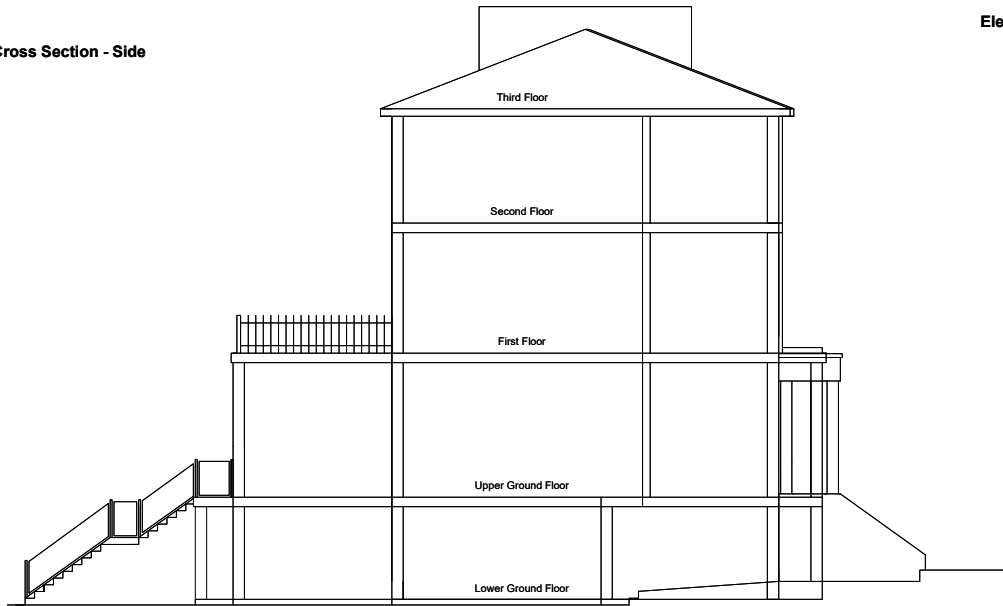 Cross Section - Side
Ele
Third Floor
Second Floor
First Floor
Upper Ground Floor
Lower Ground Floor